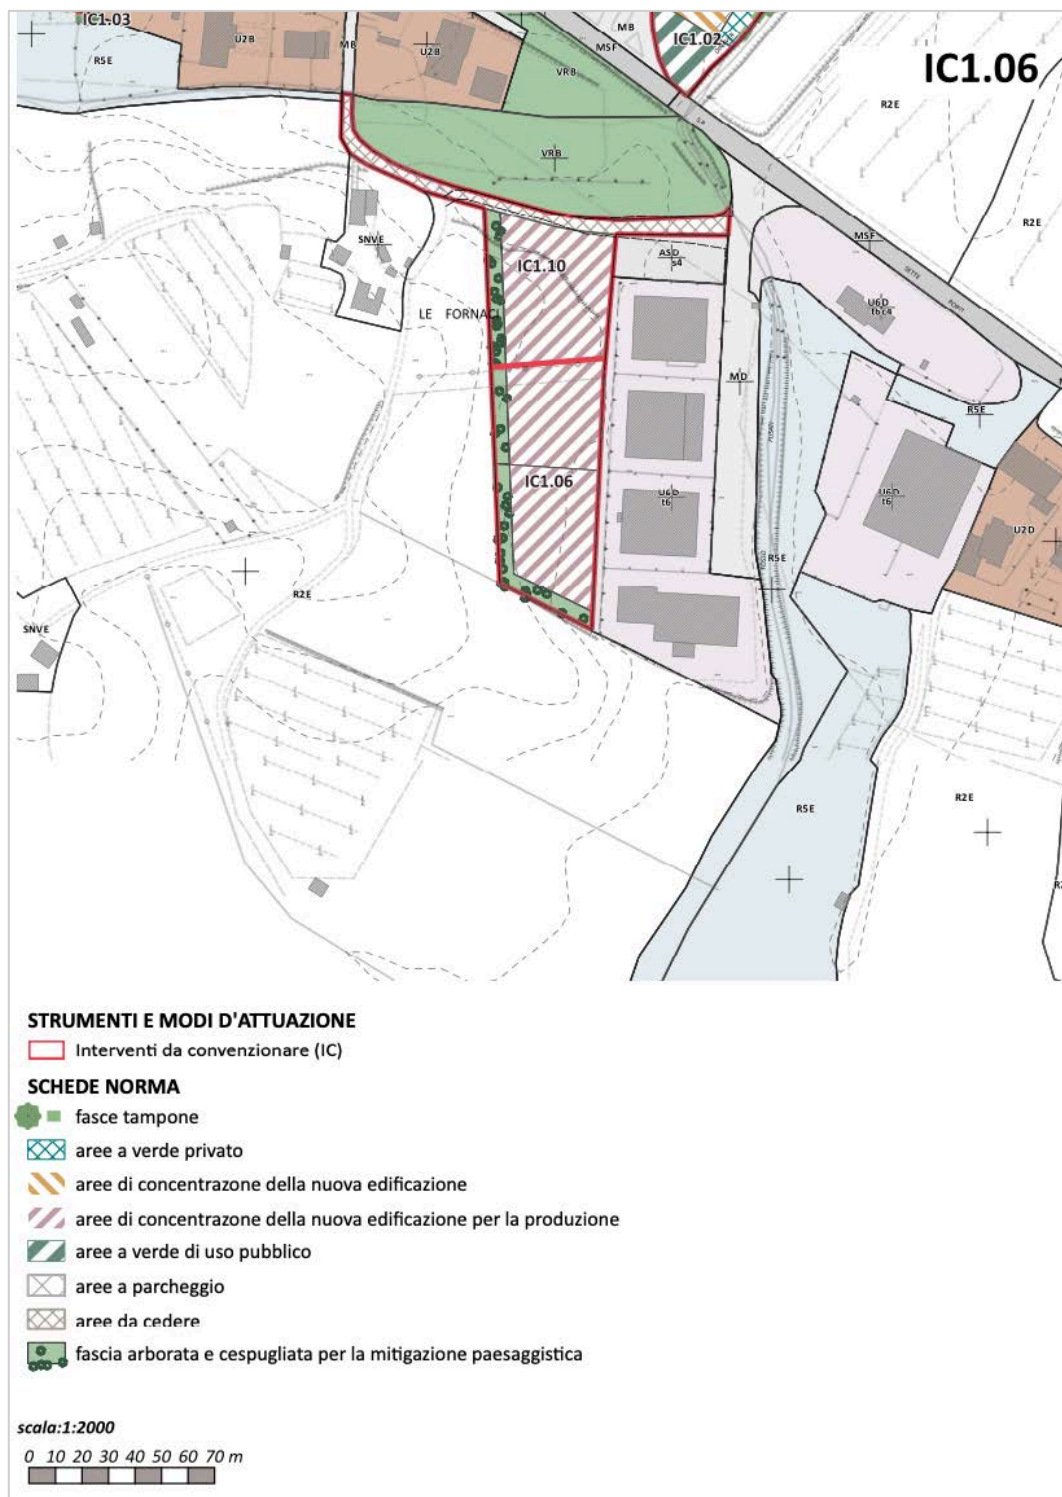 IC1.03
U2B
MB
U2B
MB
MSF
IC1.02
IC1.06
R5E
VRB
R2E
S.P.
VRB
R2E
SNVE
ASD
s4
MSF
IC1.10
SETTE PONTI
LE FORNACI
U6D
t6c4
MD
R5E
IC1.06
U6D
t6
U6D
t6
U2D
R5E
R2E
SNVE
R5E
R2E
STRUMENTI E MODI D'ATTUAZIONE
Interventi da convenzionare (IC)
SCHEDE NORMA
fasce tampone
aree a verde privato
aree di concentrazone della nuova edificazione
aree di concentrazone della nuova edificazione per la produzione
aree a verde di uso pubblico
aree a parcheggio
aree da cedere
fascia arborata e cespugliata per la mitigazione paesaggistica
scala:1:2000
0 10 20 30 40 50 60 70 m